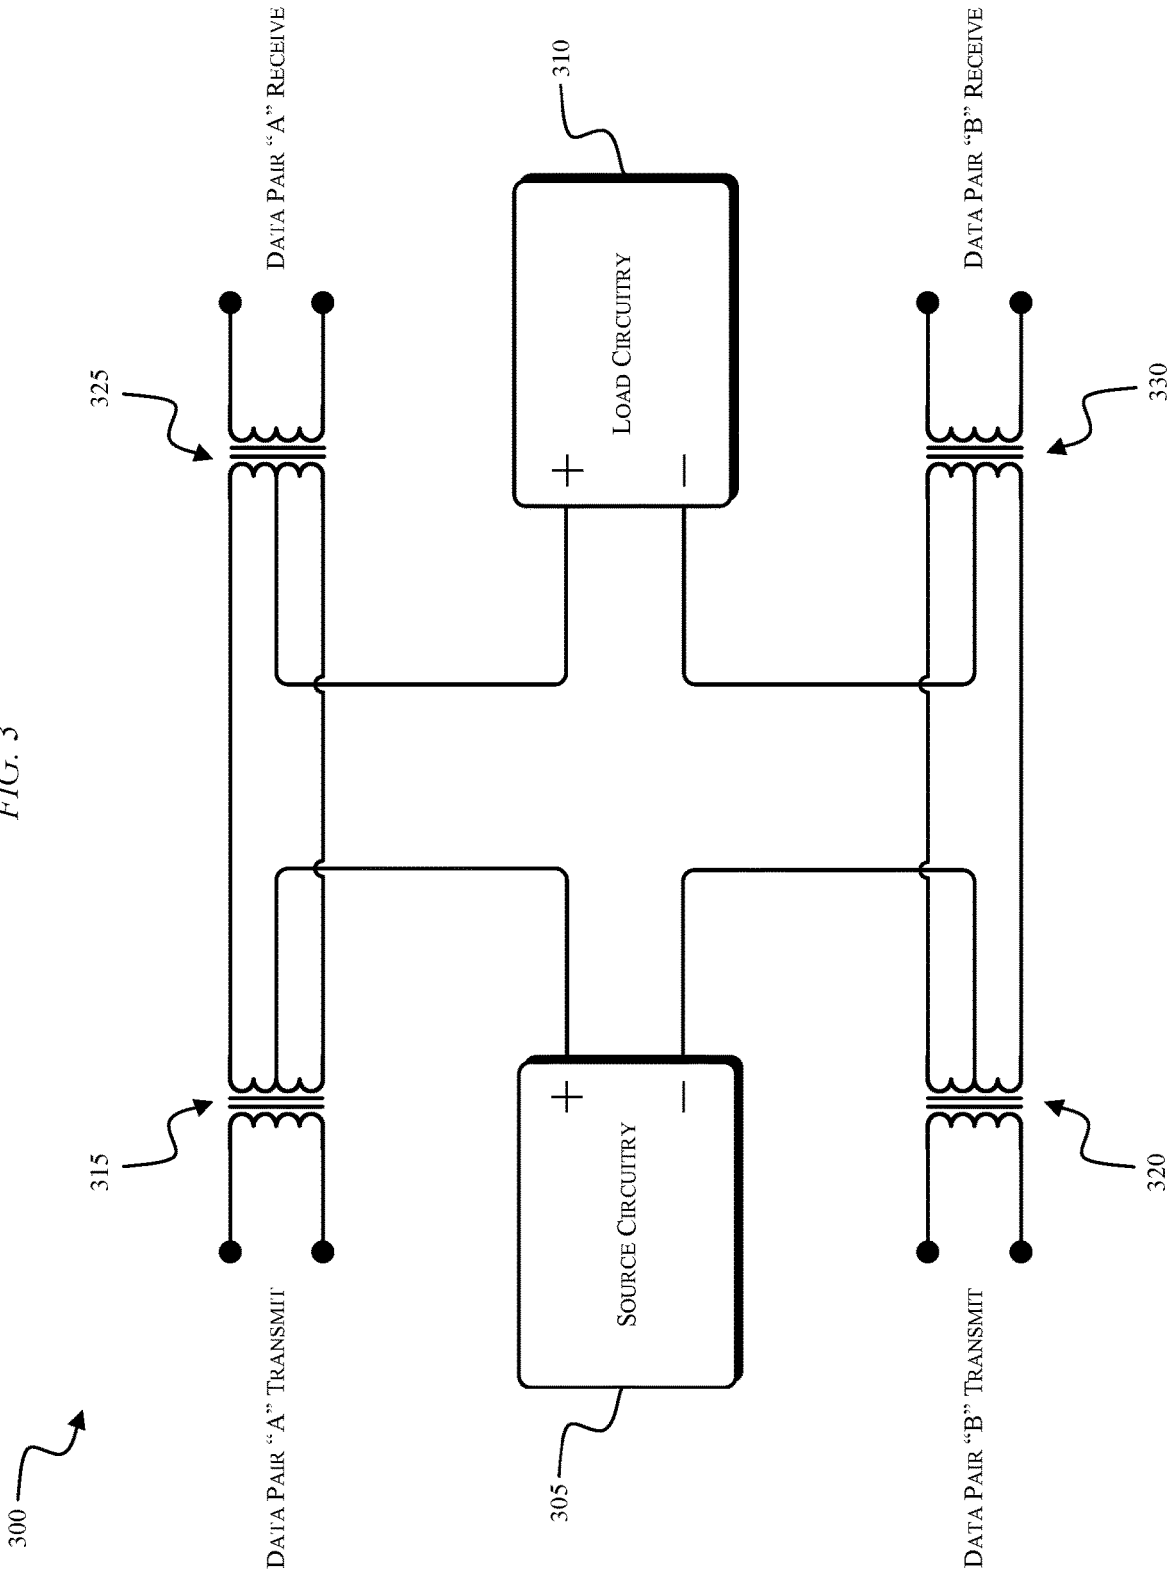 FIG. 3
300
DATA PAIR “A” TRANSMIT
315
325
DATA PAIR “A” RECEIVE
305
SOURCE CIRCUITRY
+
−
+
−
LOAD CIRCUITRY
310
DATA PAIR “B” TRANSMIT
320
330
DATA PAIR “B” RECEIVE